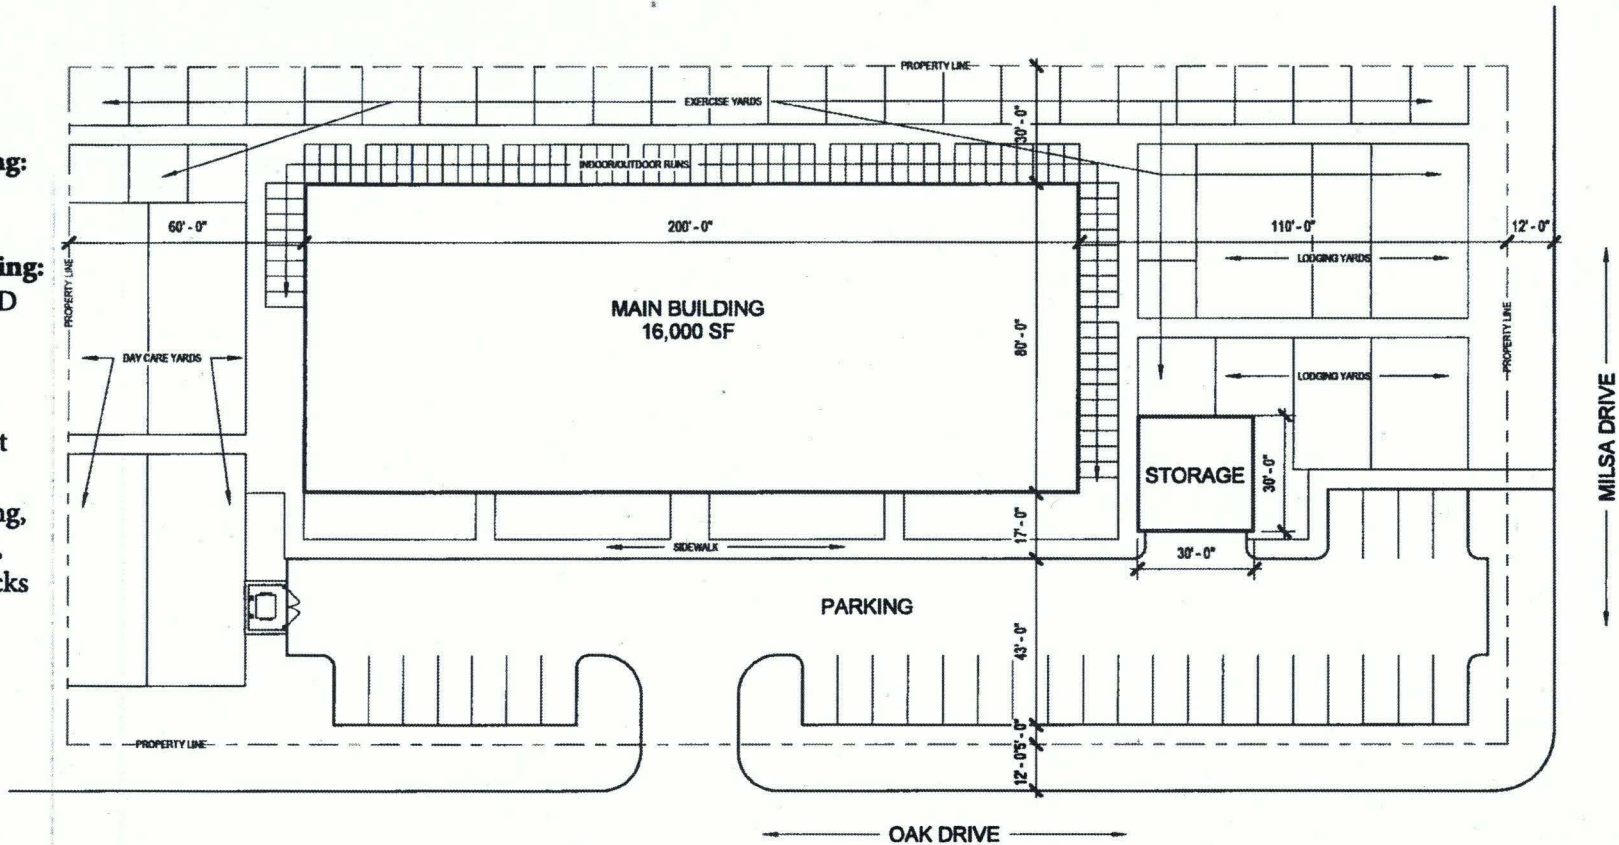 PROPERTY LINE
EXERCISE YARDS
30'-0"
ng:
INDOOR/OUTDOOR RUNS
60'-0"
200'-0"
110'-0"
12'-0"
ing:
LODGING YARDS
D
PROPERTY LINE
MAIN BUILDING
16,000 SF
PROPERTY LINE
80'-0"
DAY CARE YARDS
LODGING YARDS
MILSA DRIVE
t
STORAGE
30'-0"
ng,
17'-0"
SIDEWALK
30'-0"
cks
PARKING
43'-0"
5'-0"
PROPERTY LINE
12'-0"
OAK DRIVE